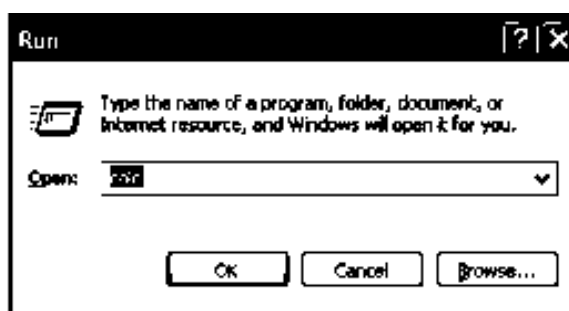 Run
Type the name of a program, folder, document, or
Internet resource, and Windows will open it for you.
Open:
OK Cancel Browse...